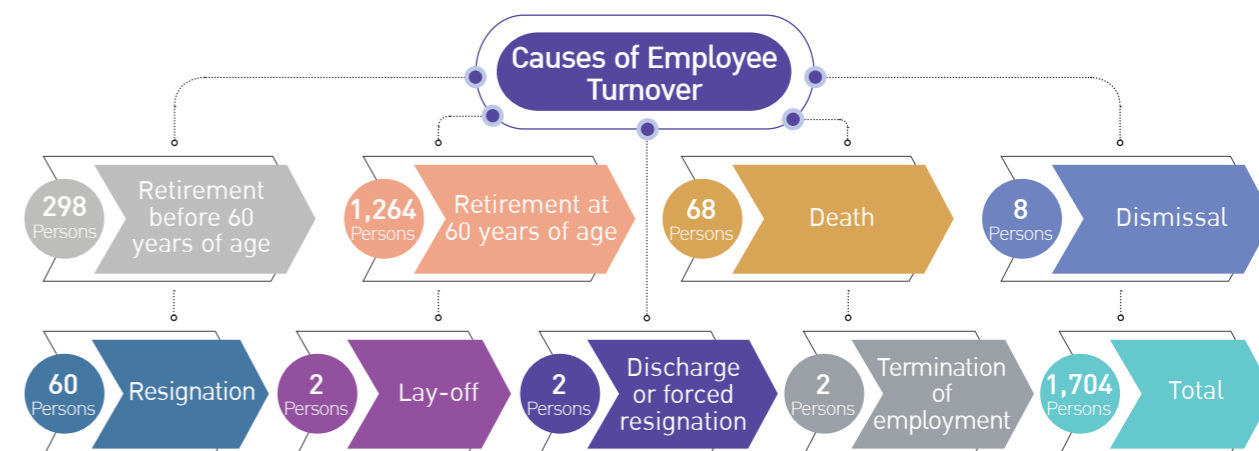 Causes of Employee
Turnover
298
Persons
Retirement
before 60
years of age
1,264
Persons
Retirement at
60 years of age
68
Persons
Death
8
Persons
Dismissal
60
Persons
Resignation
2
Persons
Lay-off
2
Persons
Discharge
or forced
resignation
2
Persons
Termination
of
employment
1,704
Persons
Total